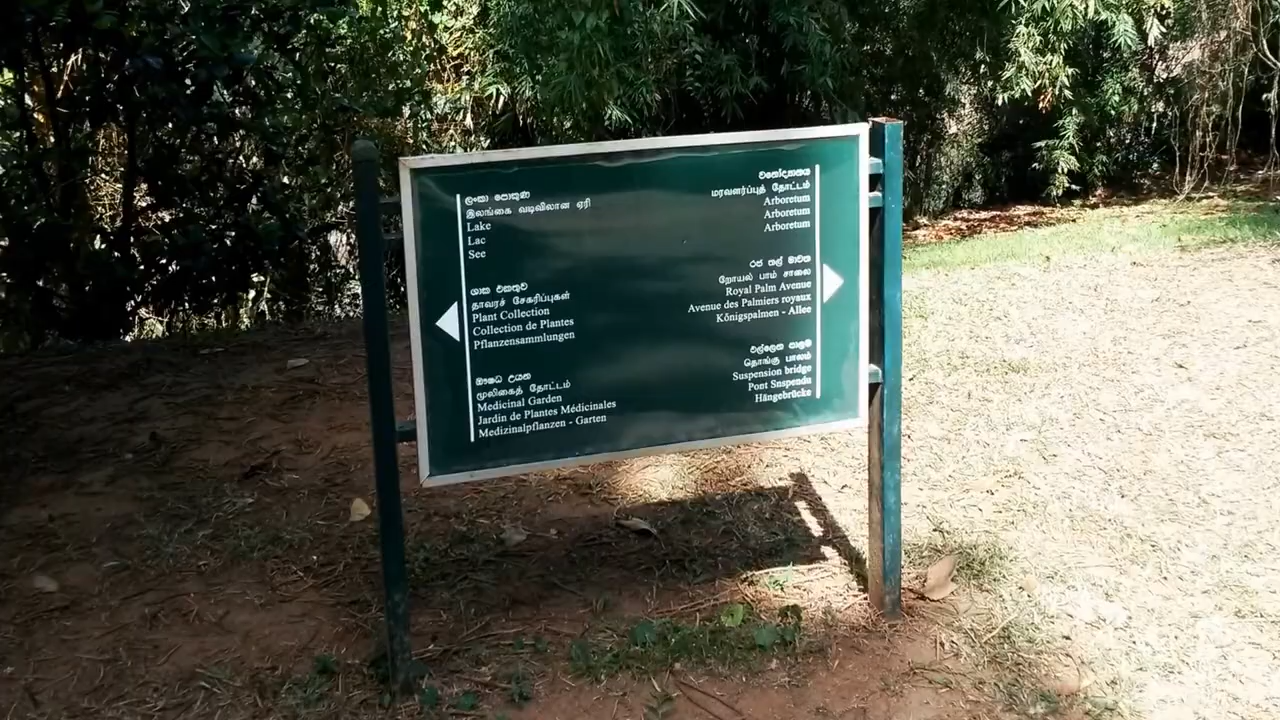 ලංකා පොකුණ
இலங்கை வடிவிலான ஏரி
Lake
Lac
See
ශාක එකතුව
தாவரச் சேகரிப்புகள்
Plant Collection
Collection de Plantes
Pflanzensammlungen
ඖෂධ උයන
மூலிகைத் தோட்டம்
Medicinal Garden
Jardin de Plantes Médicinales
Medizinalpflanzen - Garten
වනෝද්‍යානය
மரவளர்ப்புத் தோட்டம்
Arboretum
Arboretum
Arboretum
රජ තල් මාවත
றோயல் பாம் சாலை
Royal Palm Avenue
Avenue des Palmiers royaux
Kőnigspalmen - Allee
එල්ලෙන පාලම
தொங்கு பாலம்
Suspension bridge
Pont Snspendu
Hängebrücke